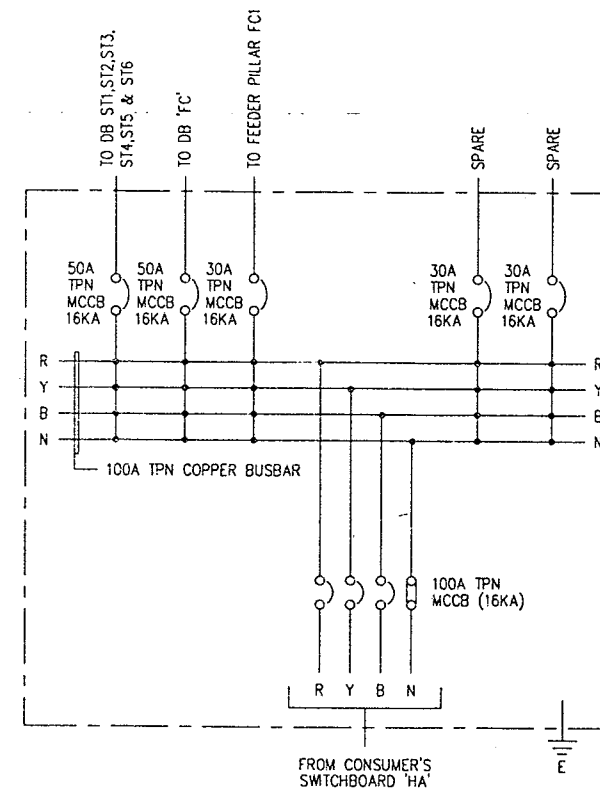 TO DB ST1,ST2,ST3,
ST4,ST5 & ST6
TO DB 'FC'
TO FEEDER PILLAR FC1
SPARE
SPARE
50A
TPN
MCCB
16KA
50A
TPN
MCCB
16KA
30A
TPN
MCCB
16KA
30A
TPN
MCCB
16KA
30A
TPN
MCCB
16KA
R
R
Y
Y
B
B
N
N
100A TPN COPPER BUSBAR
100A TPN
MCCB (16KA)
R Y B N
FROM CONSUMER'S
SWITCHBOARD 'HA'
E